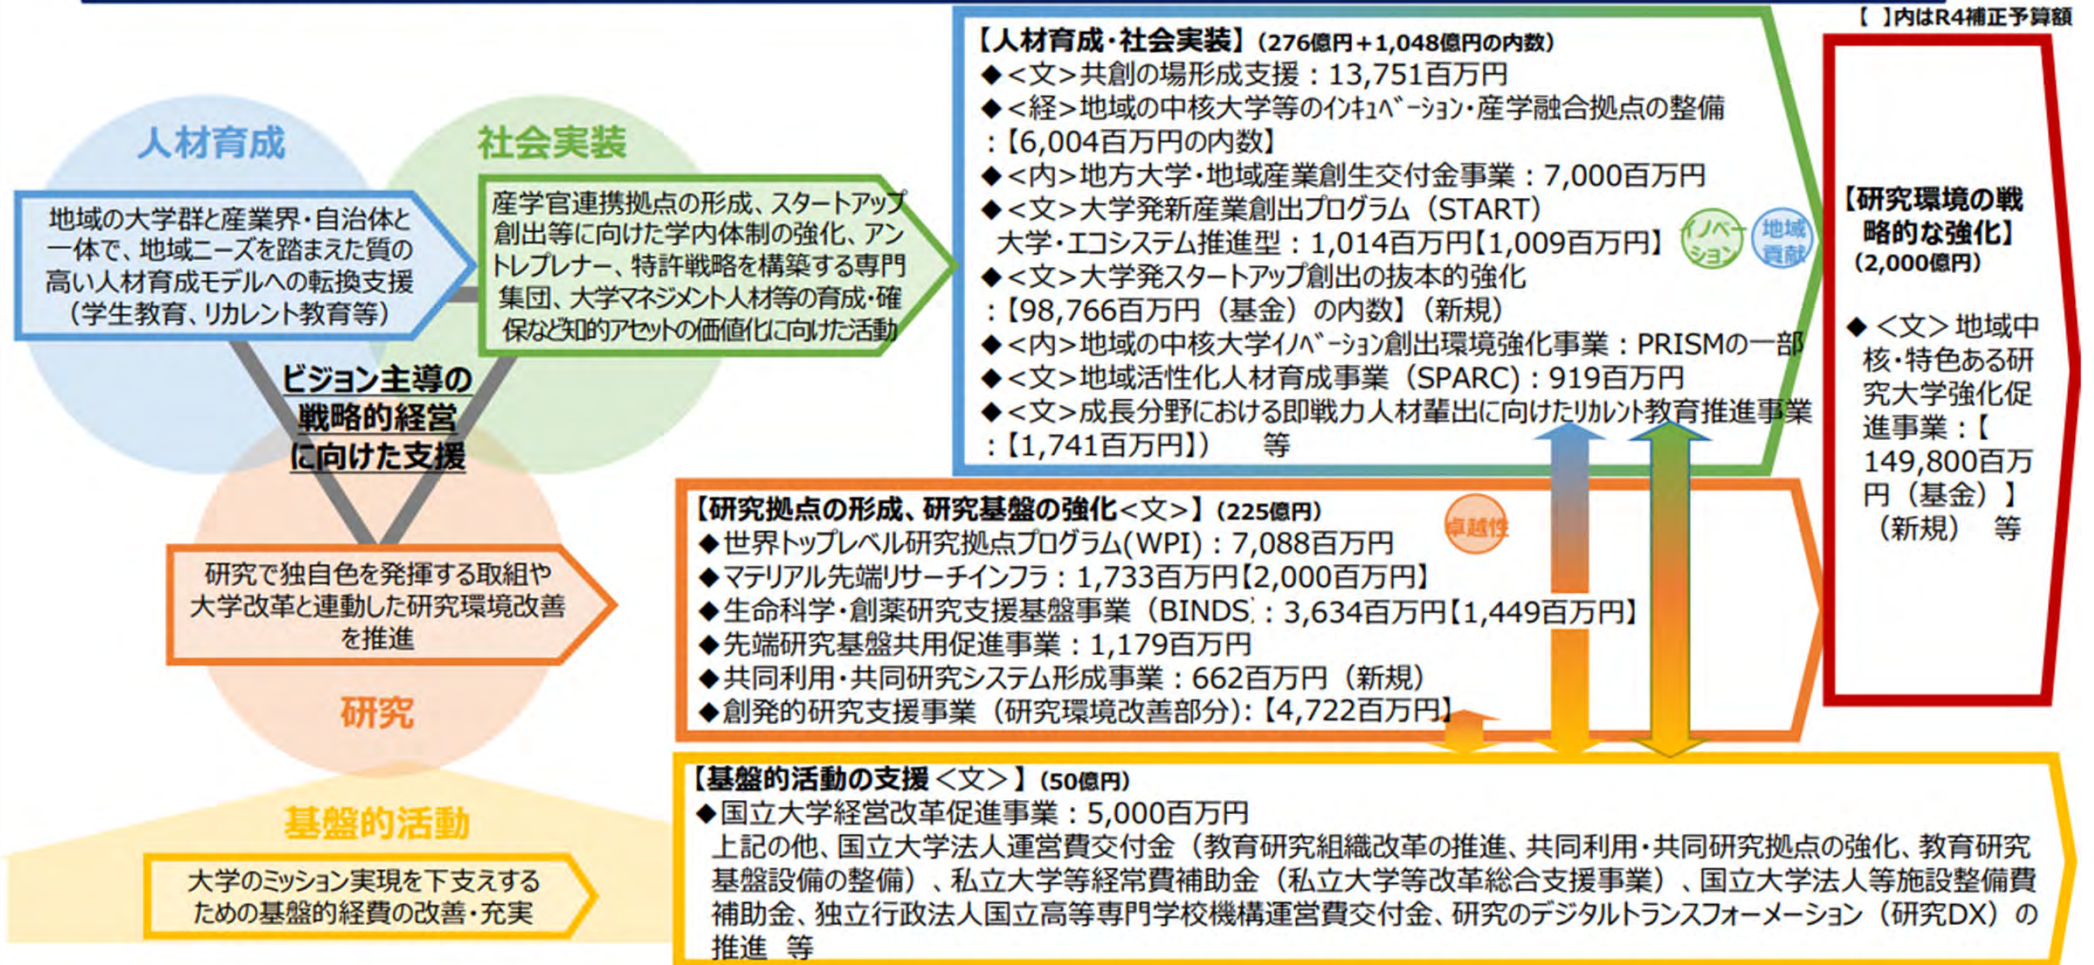 【 】内はR4補正予算額
人材育成
地域の大学群と産業界・自治体と
一体で、地域ニーズを踏まえた質の
高い人材育成モデルへの転換支援
（学生教育、リカレント教育等）
社会実装
産学官連携拠点の形成、スタートアップ
創出等に向けた学内体制の強化、アン
トレプレナー、特許戦略を構築する専門
集団、大学マネジメント人材等の育成・確
保など知的アセットの価値化に向けた活動
ビジョン主導の
戦略的経営
に向けた支援
研究で独自色を発揮する取組や
大学改革と連動した研究環境改善
を推進
研究
基盤的活動
大学のミッション実現を下支えする
ための基盤的経費の改善・充実
【人材育成・社会実装】（276億円＋1,048億円の内数）
◆<文>共創の場形成支援：13,751百万円
◆<経>地域の中核大学等のｲﾝｷｭﾍﾞｰｼｮﾝ・産学融合拠点の整備
：【6,004百万円の内数】
◆<内>地方大学・地域産業創生交付金事業：7,000百万円
◆<文>大学発新産業創出プログラム（START）
大学・エコシステム推進型：1,014百万円【1,009百万円】
◆<文>大学発スタートアップ創出の抜本的強化
：【98,766百万円（基金）の内数】（新規）
◆<内>地域の中核大学ｲﾉﾍﾞｰｼｮﾝ創出環境強化事業：PRISMの一部
◆<文>地域活性化人材育成事業（SPARC)：919百万円
◆<文>成長分野における即戦力人材輩出に向けたﾘｶﾚﾝﾄ教育推進事業
：【1,741百万円】） 等
イノベー
ション
地域
貢献
【研究拠点の形成、研究基盤の強化<文>】（225億円）
◆世界トップレベル研究拠点プログラム(WPI)：7,088百万円
◆マテリアル先端リサーチインフラ：1,733百万円【2,000百万円】
◆生命科学・創薬研究支援基盤事業（BINDS）：3,634百万円【1,449百万円】
◆先端研究基盤共用促進事業：1,179百万円
◆共同利用・共同研究システム形成事業：662百万円（新規）
◆創発的研究支援事業（研究環境改善部分）：【4,722百万円】
卓越性
【基盤的活動の支援<文>】（50億円）
◆国立大学経営改革促進事業：5,000百万円
上記の他、国立大学法人運営費交付金（教育研究組織改革の推進、共同利用・共同研究拠点の強化、教育研究
基盤設備の整備）、私立大学等経常費補助金（私立大学等改革総合支援事業）、国立大学法人等施設整備費
補助金、独立行政法人国立高等専門学校機構運営費交付金、研究のデジタルトランスフォーメーション（研究DX）の
推進 等
【研究環境の戦
略的な強化】
（2,000億円）
◆<文>地域中
核・特色ある研
究大学強化促
進事業：【
149,800百万
円（基金）】
（新規） 等